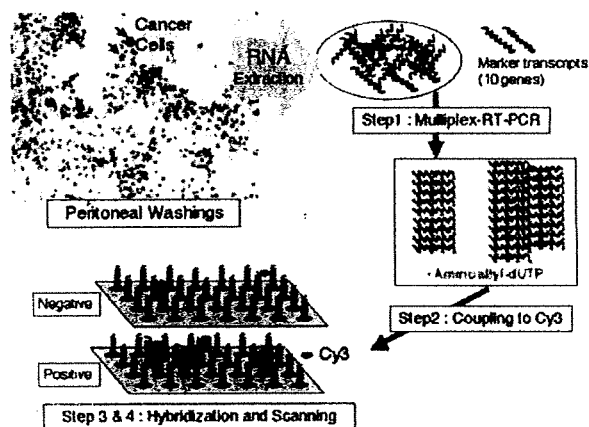 Cancer
Cells
RNA
Extraction
Marker transcripts
(10 genes)
Step1 : Multiplex-RT-PCR
Peritoneal Washings
• Aminoallyl-dUTP
Step2 : Coupling to Cy3
Negative
Cy3
Positive
Step 3 & 4 : Hybridization and Scanning